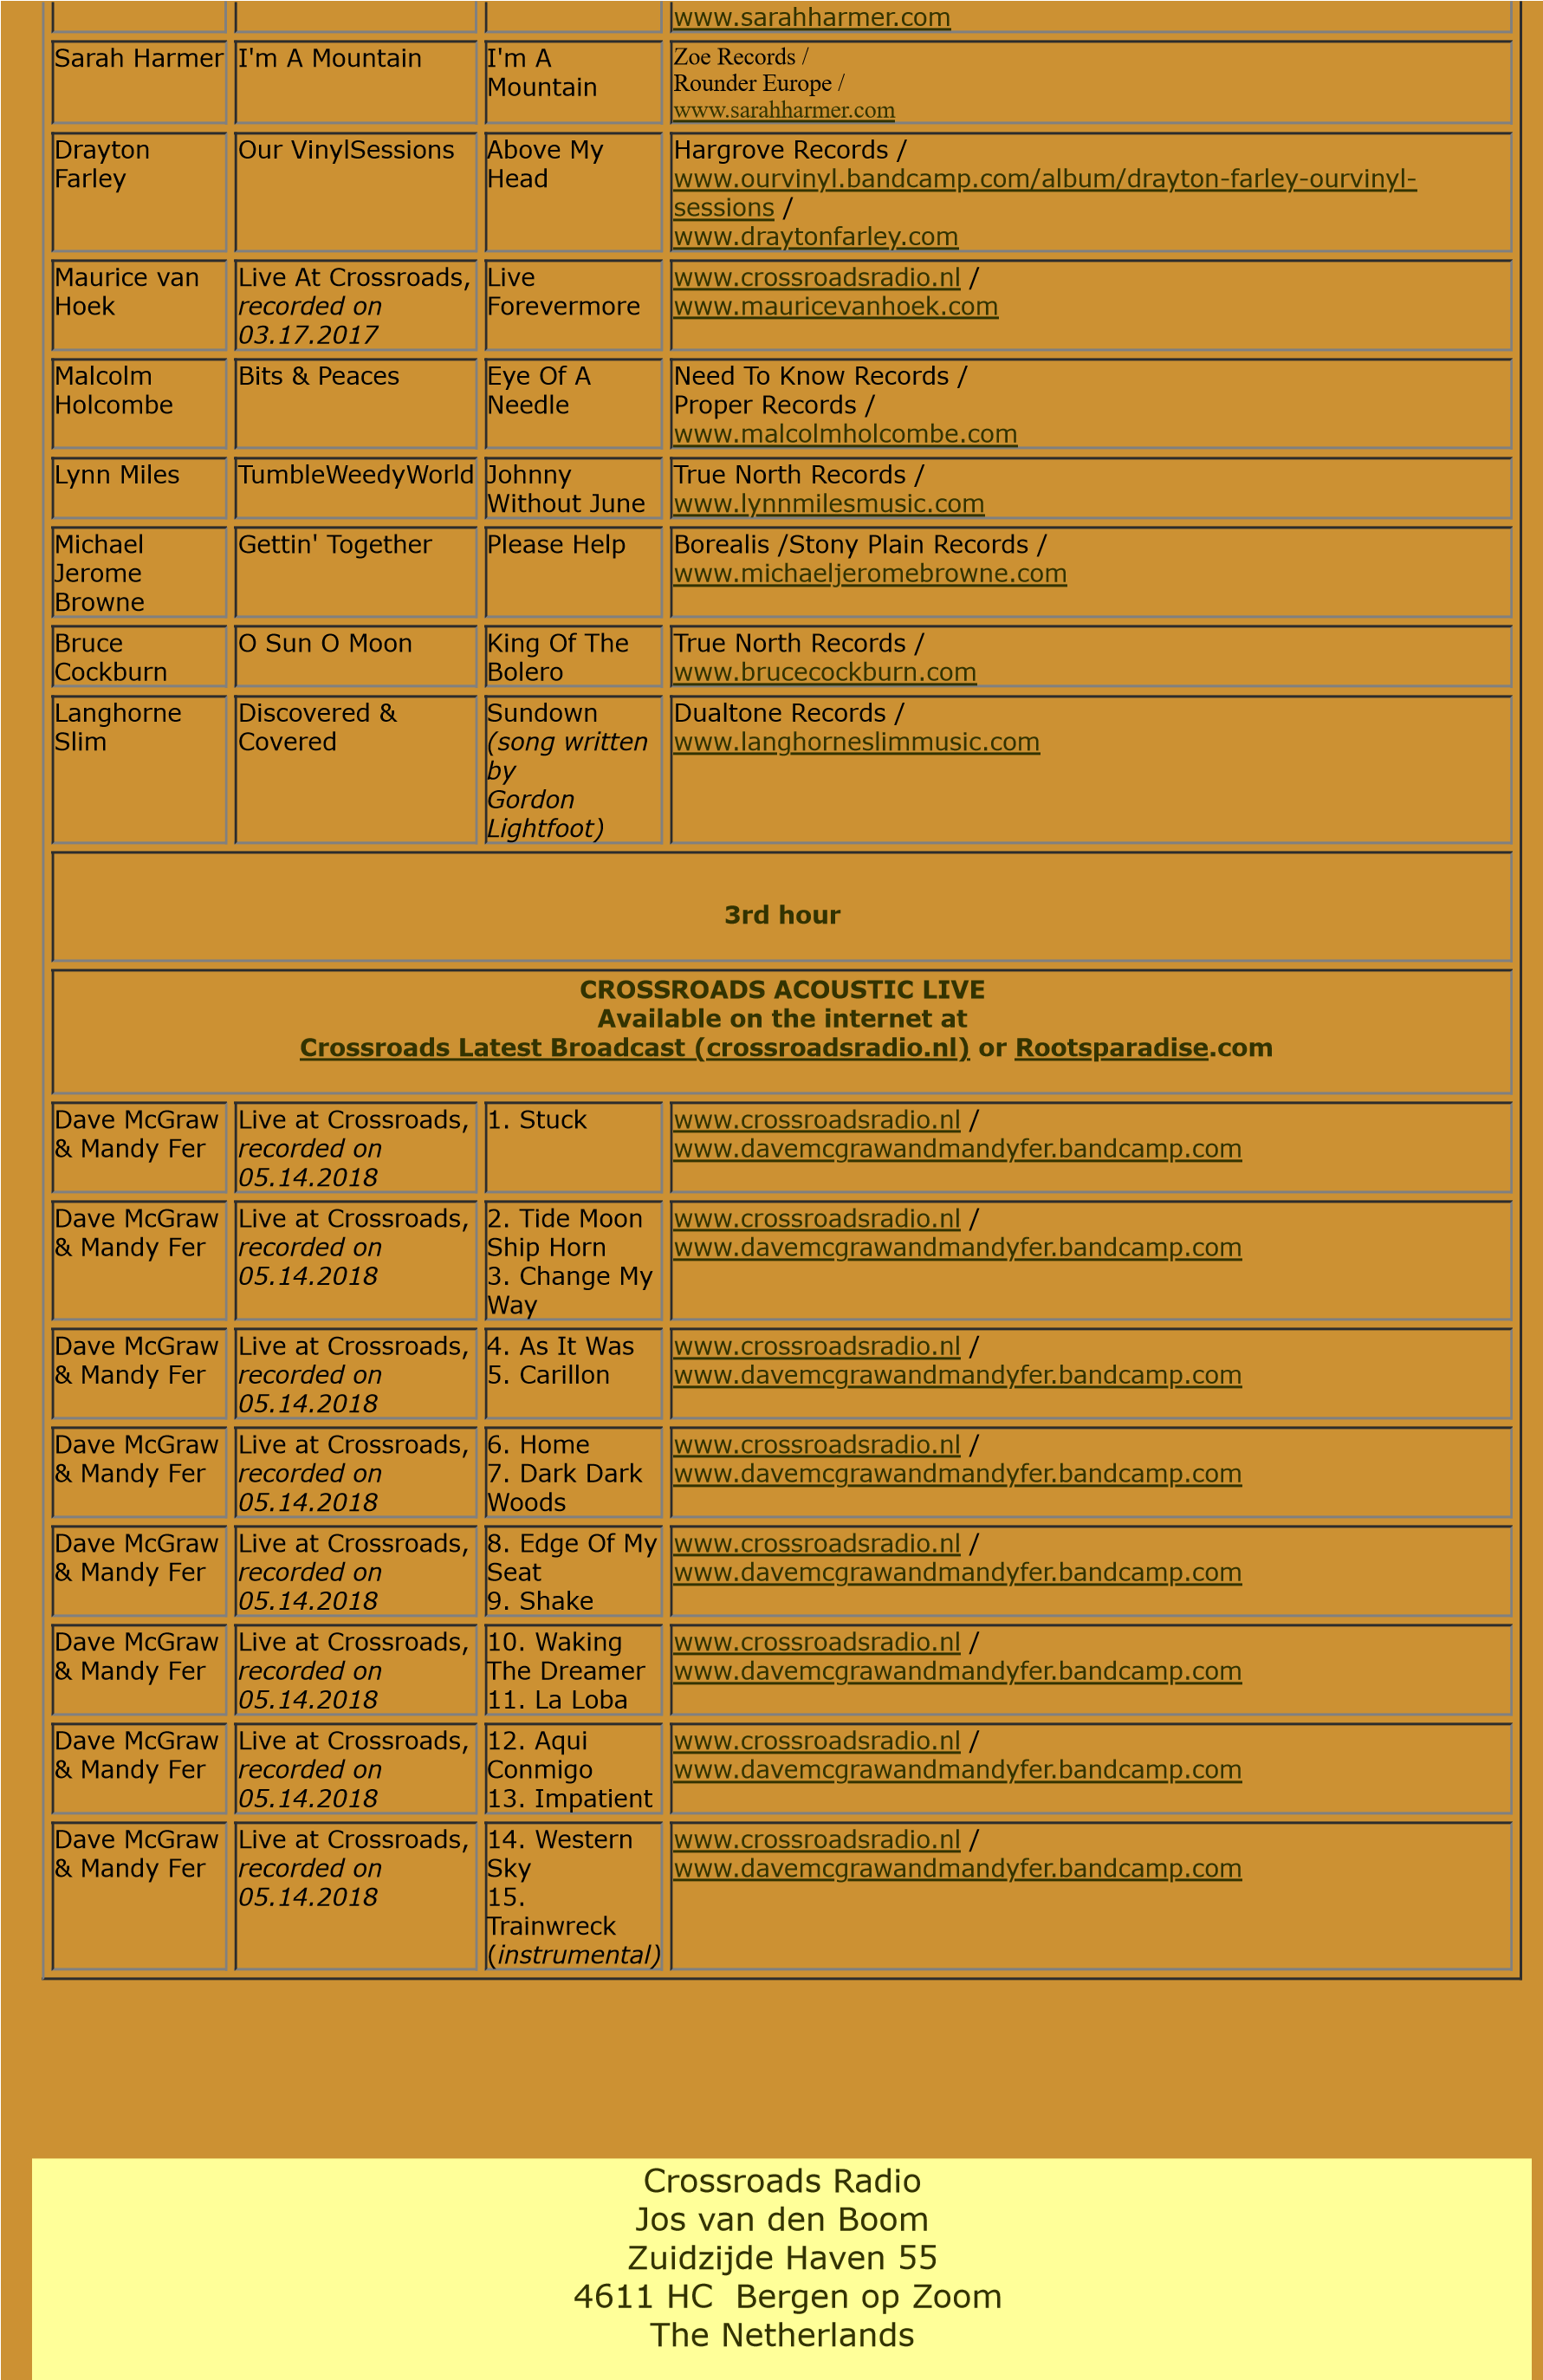 www.sarahharmer.com
Sarah Harmer
I'm A Mountain
I'm A
Mountain
Zoe Records /
Rounder Europe /
www.sarahharmer.com
Drayton
Farley
Our VinylSessions
Above My
Head
Hargrove Records /
www.ourvinyl.bandcamp.com/album/drayton-farley-ourvinyl-
sessions /
www.draytonfarley.com
Maurice van
Hoek
Live At Crossroads,
recorded on
03.17.2017
Live
Forevermore
www.crossroadsradio.nl /
www.mauricevanhoek.com
Malcolm
Holcombe
Bits & Peaces
Eye Of A
Needle
Need To Know Records /
Proper Records /
www.malcolmholcombe.com
Lynn Miles
TumbleWeedyWorld
Johnny
Without June
True North Records /
www.lynnmilesmusic.com
Michael
Jerome
Browne
Gettin' Together
Please Help
Borealis /Stony Plain Records /
www.michaeljeromebrowne.com
Bruce
Cockburn
O Sun O Moon
King Of The
Bolero
True North Records /
www.brucecockburn.com
Langhorne
Slim
Discovered &
Covered
Sundown
(song written
by
Gordon
Lightfoot)
Dualtone Records /
www.langhorneslimmusic.com
3rd hour
CROSSROADS ACOUSTIC LIVE
Available on the internet at
Crossroads Latest Broadcast (crossroadsradio.nl) or Rootsparadise.com
Dave McGraw
& Mandy Fer
Live at Crossroads,
recorded on
05.14.2018
1. Stuck
www.crossroadsradio.nl /
www.davemcgrawandmandyfer.bandcamp.com
Dave McGraw
& Mandy Fer
Live at Crossroads,
recorded on
05.14.2018
2. Tide Moon
Ship Horn
3. Change My
Way
www.crossroadsradio.nl /
www.davemcgrawandmandyfer.bandcamp.com
Dave McGraw
& Mandy Fer
Live at Crossroads,
recorded on
05.14.2018
4. As It Was
5. Carillon
www.crossroadsradio.nl /
www.davemcgrawandmandyfer.bandcamp.com
Dave McGraw
& Mandy Fer
Live at Crossroads,
recorded on
05.14.2018
6. Home
7. Dark Dark
Woods
www.crossroadsradio.nl /
www.davemcgrawandmandyfer.bandcamp.com
Dave McGraw
& Mandy Fer
Live at Crossroads,
recorded on
05.14.2018
8. Edge Of My
Seat
9. Shake
www.crossroadsradio.nl /
www.davemcgrawandmandyfer.bandcamp.com
Dave McGraw
& Mandy Fer
Live at Crossroads,
recorded on
05.14.2018
10. Waking
The Dreamer
11. La Loba
www.crossroadsradio.nl /
www.davemcgrawandmandyfer.bandcamp.com
Dave McGraw
& Mandy Fer
Live at Crossroads,
recorded on
05.14.2018
12. Aqui
Conmigo
13. Impatient
www.crossroadsradio.nl /
www.davemcgrawandmandyfer.bandcamp.com
Dave McGraw
& Mandy Fer
Live at Crossroads,
recorded on
05.14.2018
14. Western
Sky
15.
Trainwreck
(instrumental)
www.crossroadsradio.nl /
www.davemcgrawandmandyfer.bandcamp.com
Crossroads Radio
Jos van den Boom
Zuidzijde Haven 55
4611 HC  Bergen op Zoom
The Netherlands